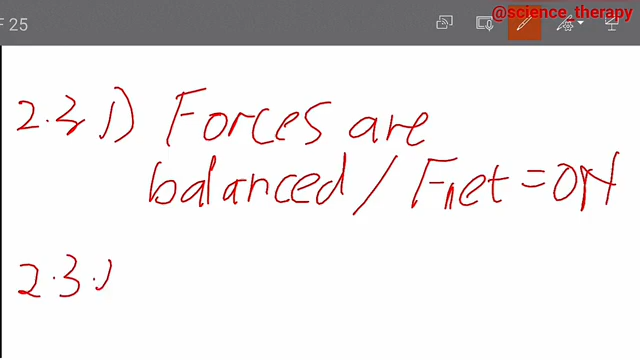 F 25
@science_therapy
2.3 1) Forces are
balanced / Fnet = 0N
2.3.